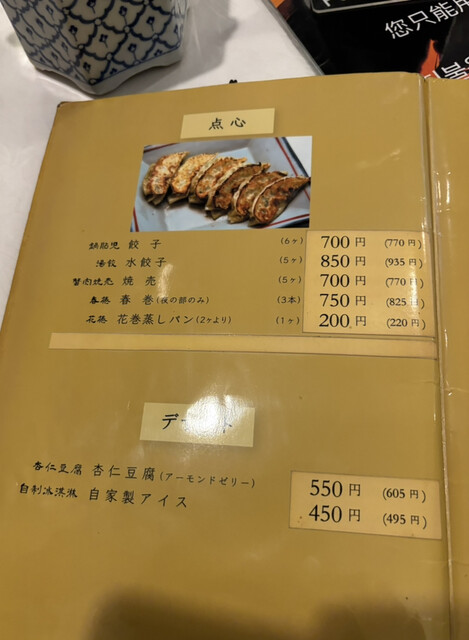 您只能用
点心
鍋貼児 餃子 (6ヶ) 700円 (770円)
湯餃 水餃子 (5ヶ) 850円 (935円)
蟹肉焼売 焼売 (5ヶ) 700円 (770円)
春捲 春巻(夜の部のみ) (3本) 750円 (825円)
花捲 花巻蒸しパン(2ヶより) (1ヶ) 200円 (220円)
デザート
杏仁豆腐 杏仁豆腐(アーモンドゼリー) 550円 (605円)
自制冰淇淋 自家製アイス 450円 (495円)